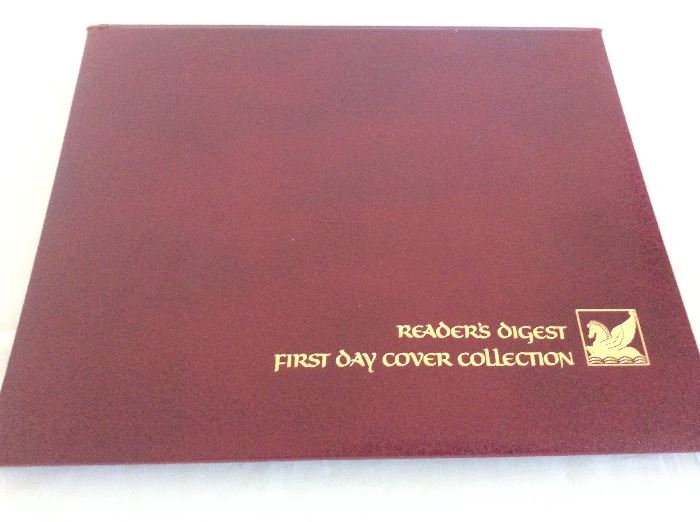 READER'S DIGEST
FIRST DAY COVER COLLECTION